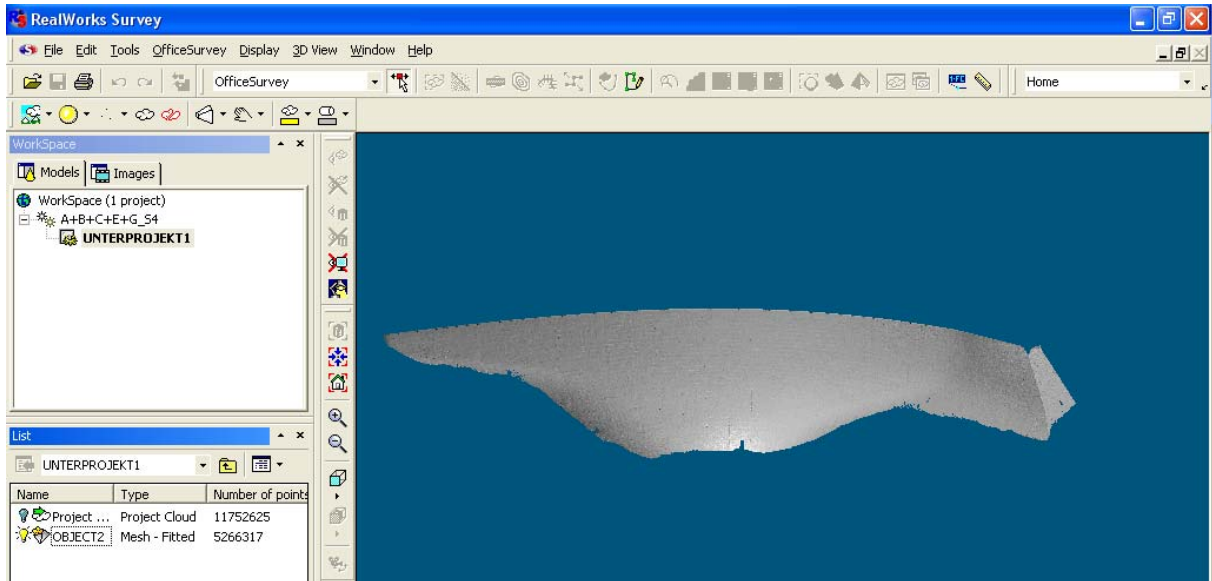 RealWorks Survey
File Edit Tools OfficeSurvey Display 3D View Window Help
OfficeSurvey Home
WorkSpace
Models Images
WorkSpace (1 project)
A+B+C+E+G_S4
UNTERPROJEKT1
List
UNTERPROJEKT1
Name Type Number of points
Project ... Project Cloud 11752625
OBJECT2 Mesh - Fitted 5266317